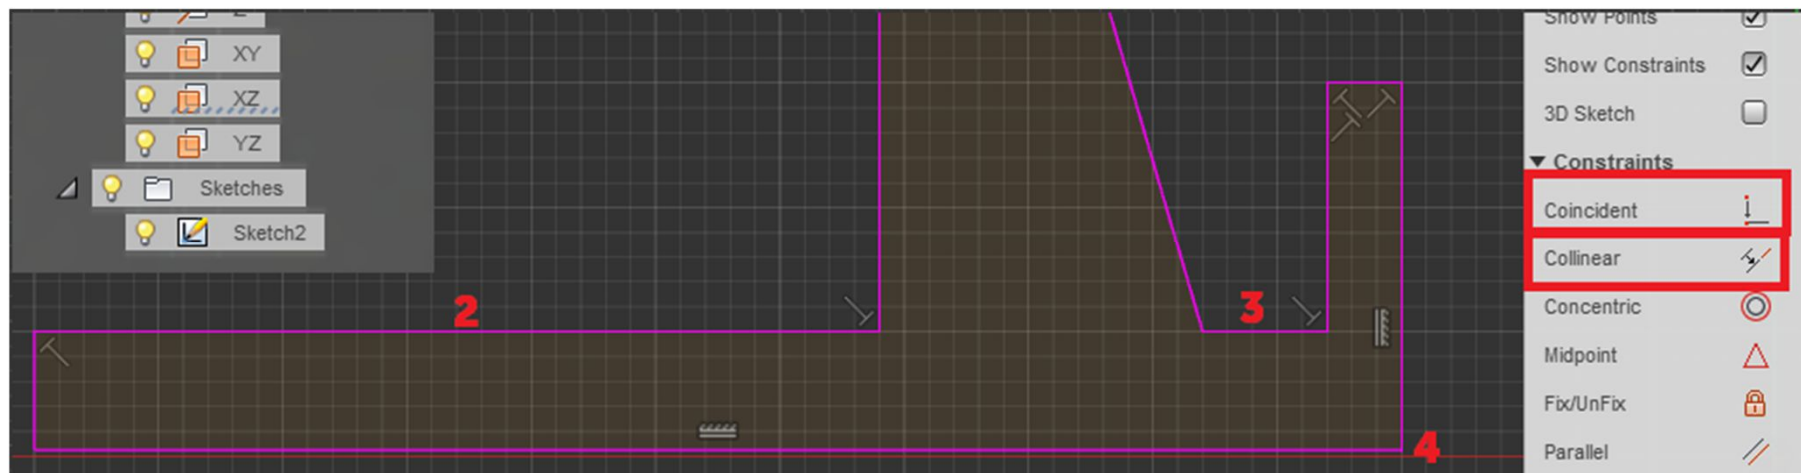 XY
XZ
YZ
Sketches
Sketch2
2
3
4
Show Points
Show Constraints
3D Sketch
Constraints
Coincident
Collinear
Concentric
Midpoint
Fix/UnFix
Parallel